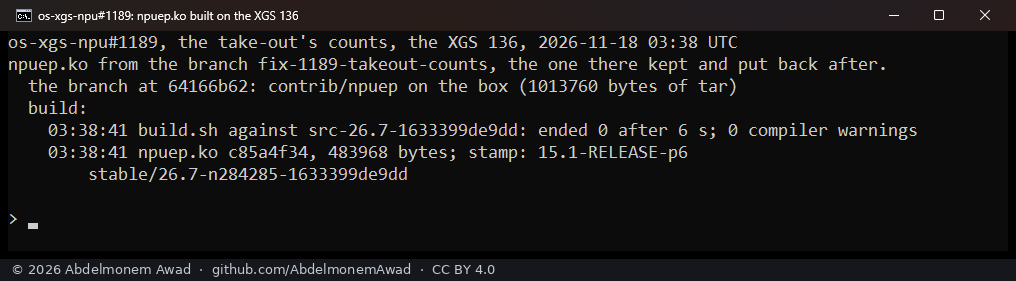 os-xgs-npu#1189: npuep.ko built on the XGS 136
os-xgs-npu#1189, the take-out's counts, the XGS 136, 2026-11-18 03:38 UTC
npuep.ko from the branch fix-1189-takeout-counts, the one there kept and put back after.
the branch at 64166b62: contrib/npuep on the box (1013760 bytes of tar)
build:
03:38:41 build.sh against src-26.7-1633399de9dd: ended 0 after 6 s; 0 compiler warnings
03:38:41 npuep.ko c85a4f34, 483968 bytes; stamp: 15.1-RELEASE-p6
stable/26.7-n284285-1633399de9dd
>
© 2026 Abdelmonem Awad · github.com/AbdelmonemAwad · CC BY 4.0